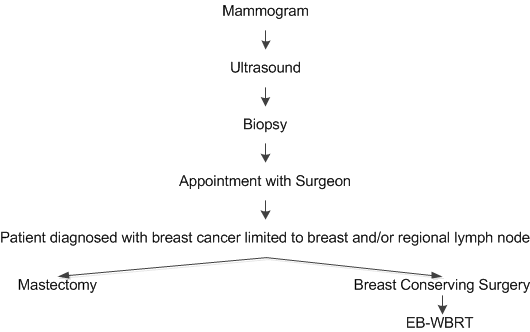 Mammogram
Ultrasound
Biopsy
Appointment with Surgeon
Patient diagnosed with breast cancer limited to breast and/or regional lymph node
Mastectomy
Breast Conserving Surgery
EB-WBRT